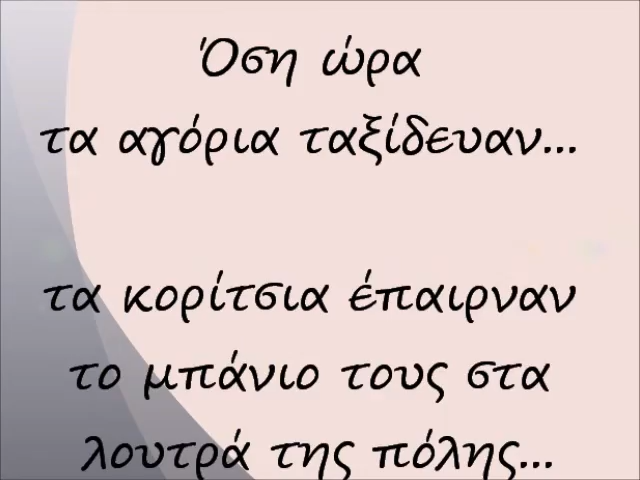 Όση ώρα
τα αγόρια ταξίδευαν...
τα κορίτσια έπαιρναν
το μπάνιο τους στα
λουτρά της πόλης...